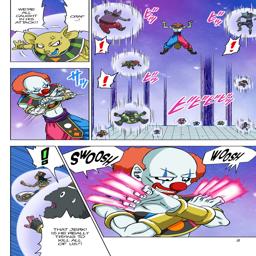 WE'RE
ALL
CAUGHT
IN HIS
ATTACK!!
CRAP
!
!
!
!
!
SWOOSH
SWOOSH
THAT JERK! IS
HE REALLY
TRYING TO
KILL ALL
OF US?!